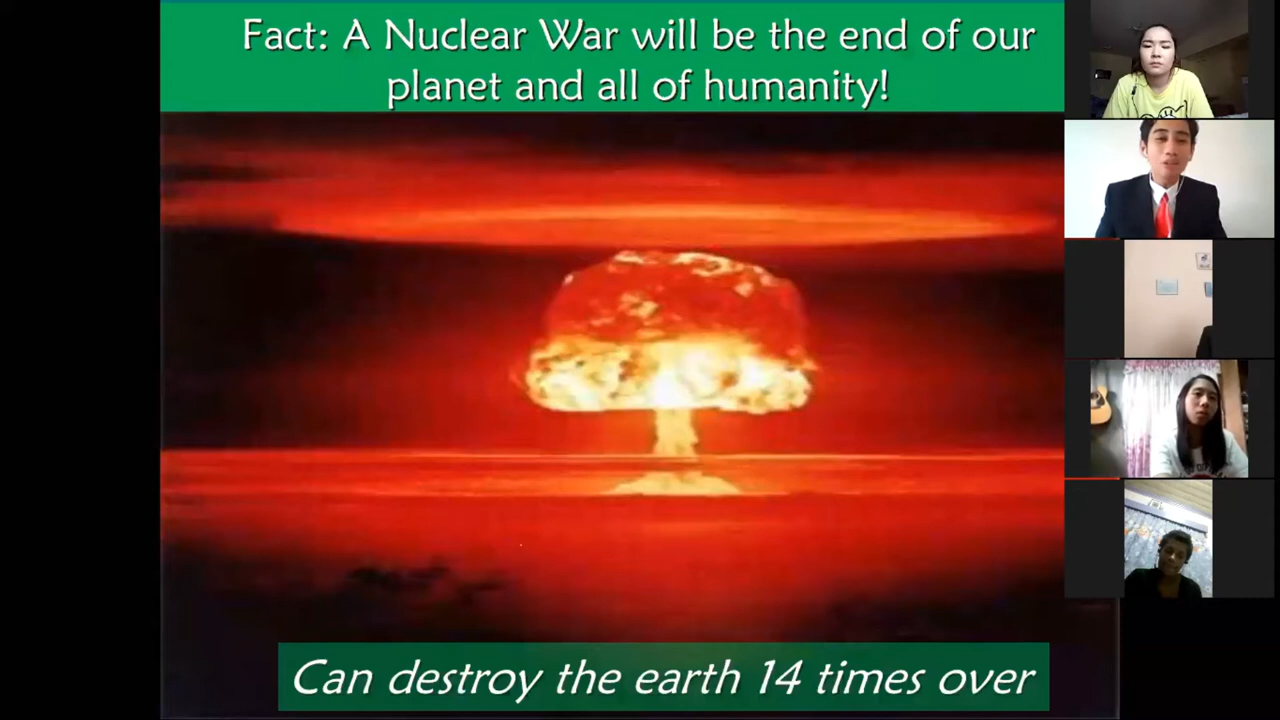 Fact: A Nuclear War will be the end of our
planet and all of humanity!
Can destroy the earth 14 times over